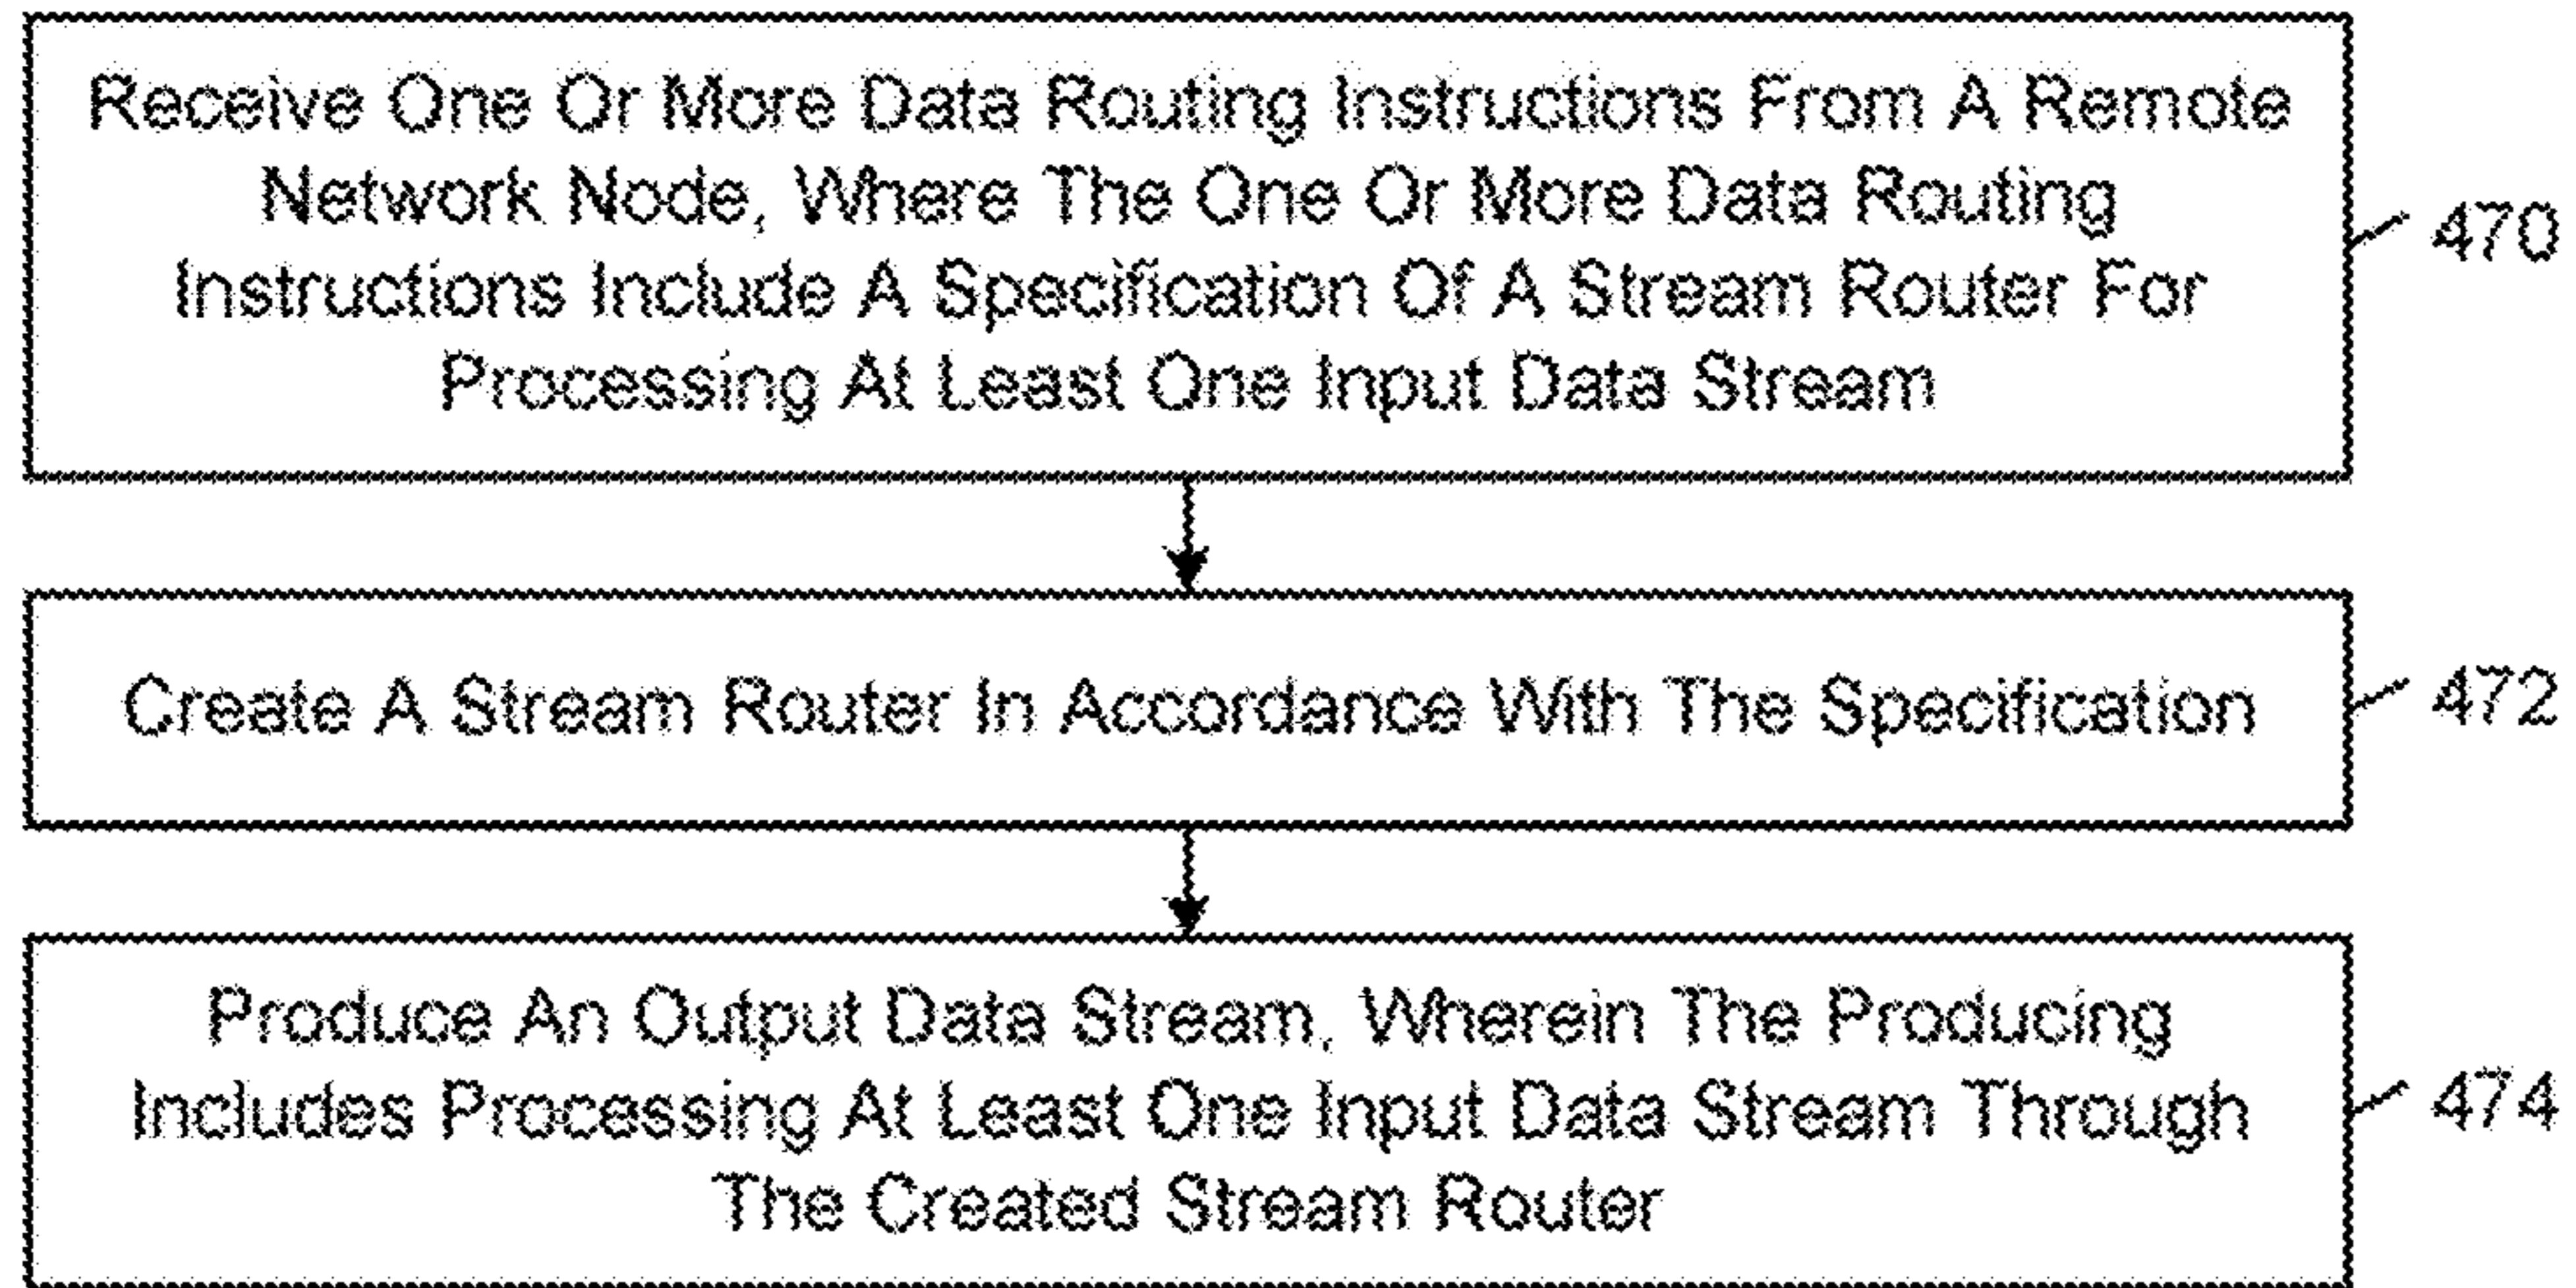 Receive One Or More Data Routing Instructions From A Remote
Network Node, Where The One Or More Data Routing
Instructions Include A Specification Of A Stream Router For
Processing At Least One Input Data Stream
470
Create A Stream Router In Accordance With The Specification
472
Produce An Output Data Stream, Wherein The Producing
Includes Processing At Least One Input Data Stream Through
The Created Stream Router
474